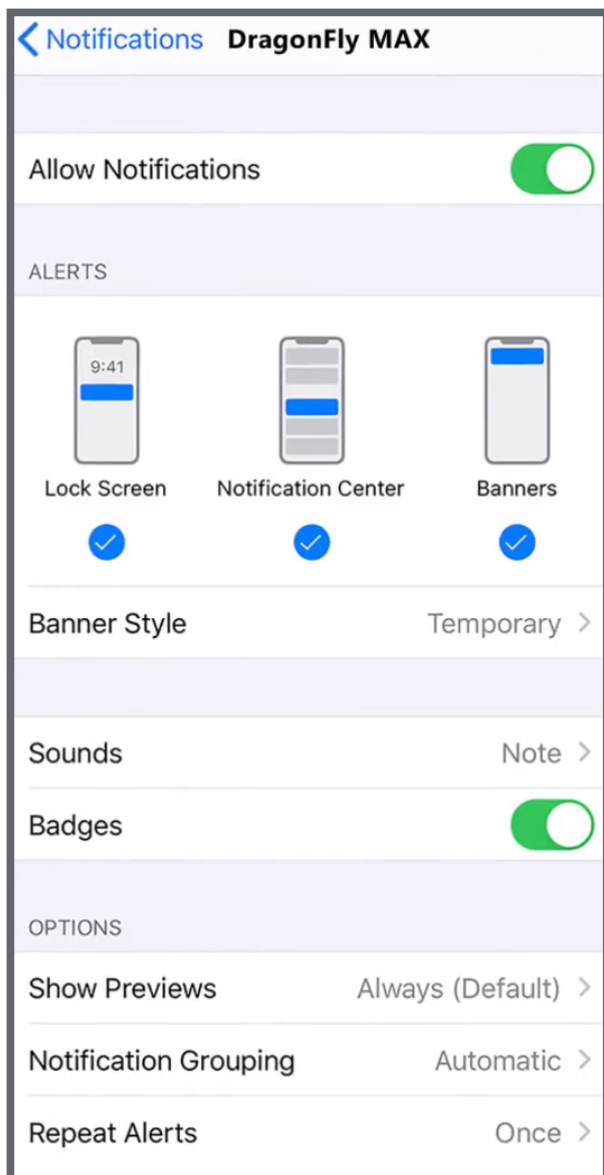 Notifications DragonFly MAX
Allow Notifications
ALERTS
9:41
Lock Screen Notification Center Banners
Banner Style Temporary
Sounds Note
Badges
OPTIONS
Show Previews Always (Default)
Notification Grouping Automatic
Repeat Alerts Once